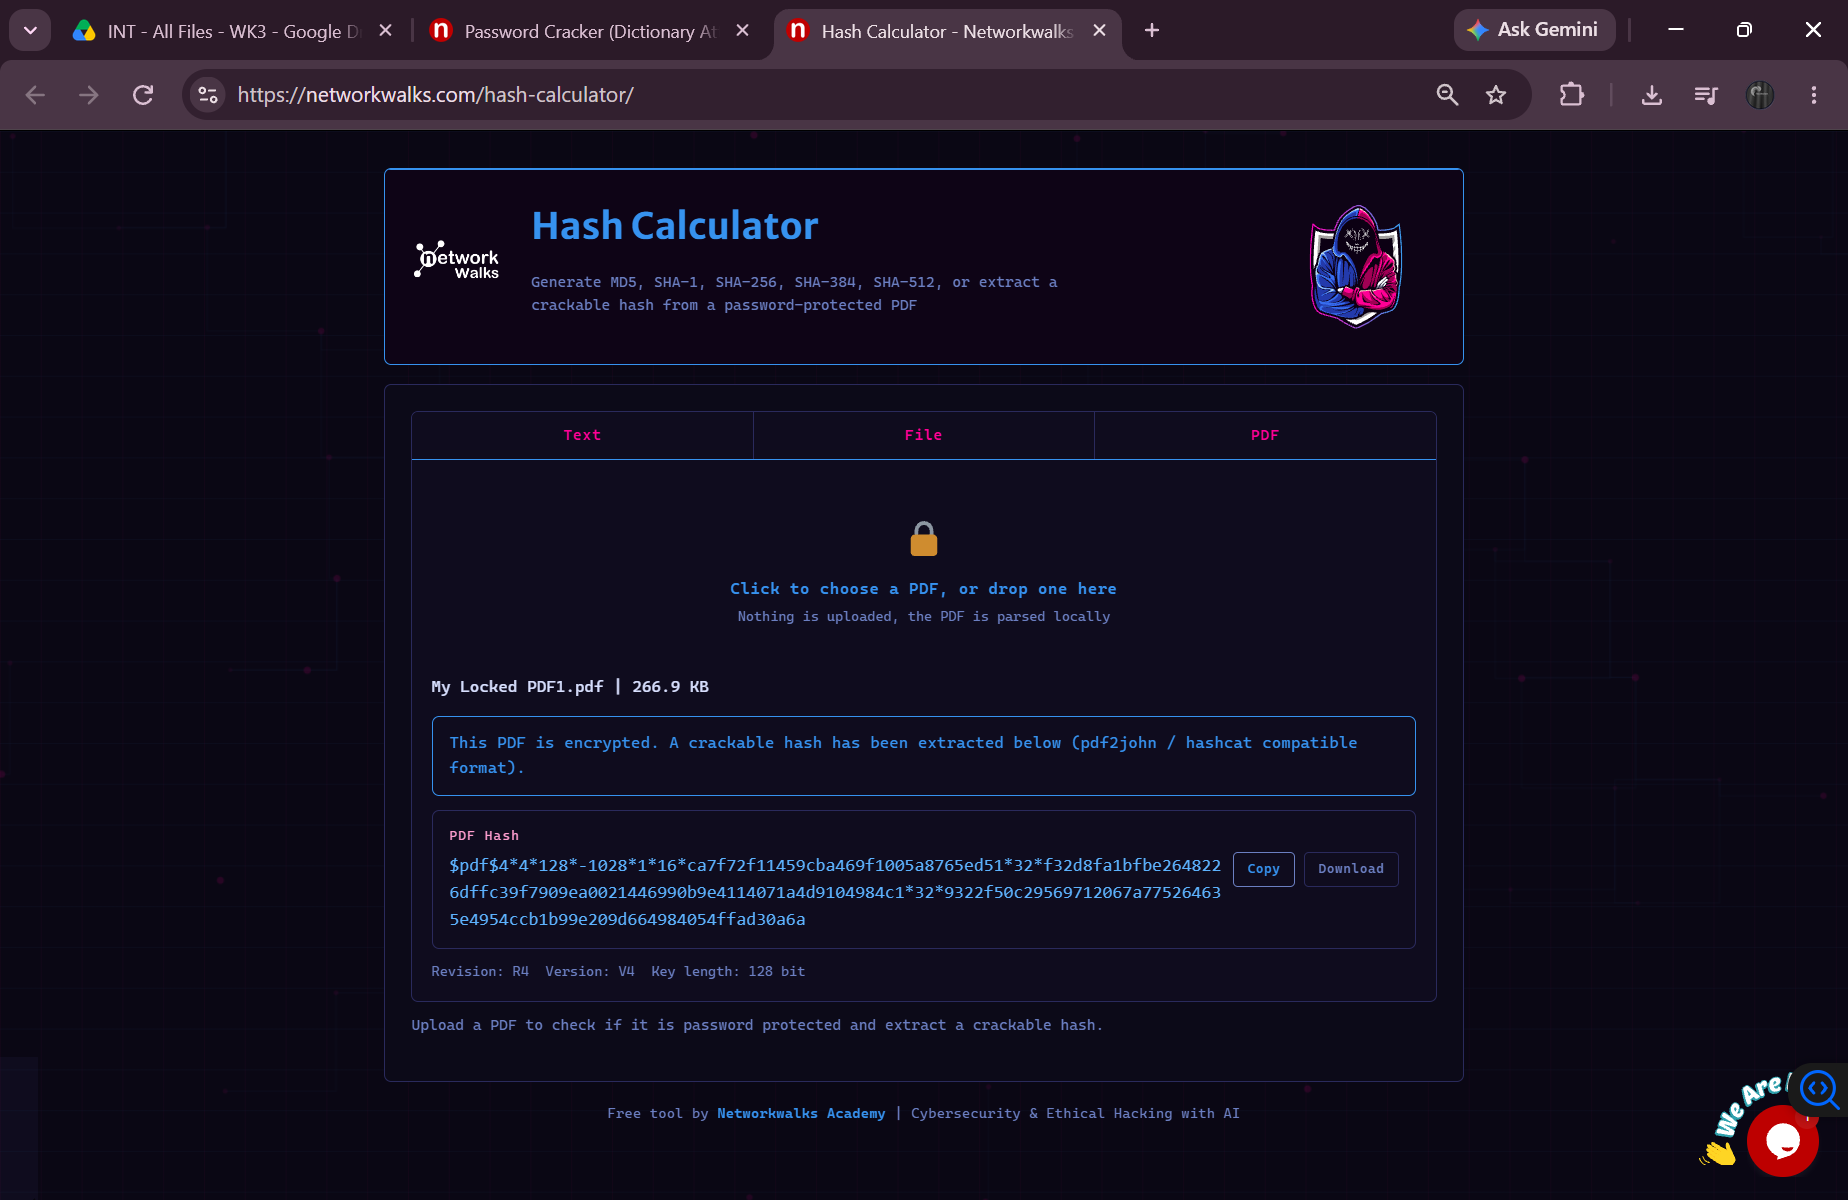 INT - All Files - WK3 - Google D
Password Cracker (Dictionary At
Hash Calculator - Networkwalks
Ask Gemini
https://networkwalks.com/hash-calculator/
network
Walks
Hash Calculator
Generate MD5, SHA-1, SHA-256, SHA-384, SHA-512, or extract a
crackable hash from a password-protected PDF
Text
File
PDF
Click to choose a PDF, or drop one here
Nothing is uploaded, the PDF is parsed locally
My Locked PDF1.pdf | 266.9 KB
This PDF is encrypted. A crackable hash has been extracted below (pdf2john / hashcat compatible
format).
PDF Hash
$pdf$4*4*128*-1028*1*16*ca7f72f11459cba469f1005a8765ed51*32*f32d8fa1bfbe264822
6dffc39f7909ea0021446990b9e4114071a4d9104984c1*32*9322f50c29569712067a77526463
5e4954ccb1b99e209d664984054ffad30a6a
Copy
Download
Revision: R4 Version: V4 Key length: 128 bit
Upload a PDF to check if it is password protected and extract a crackable hash.
Free tool by Networkwalks Academy | Cybersecurity & Ethical Hacking with AI
We Are